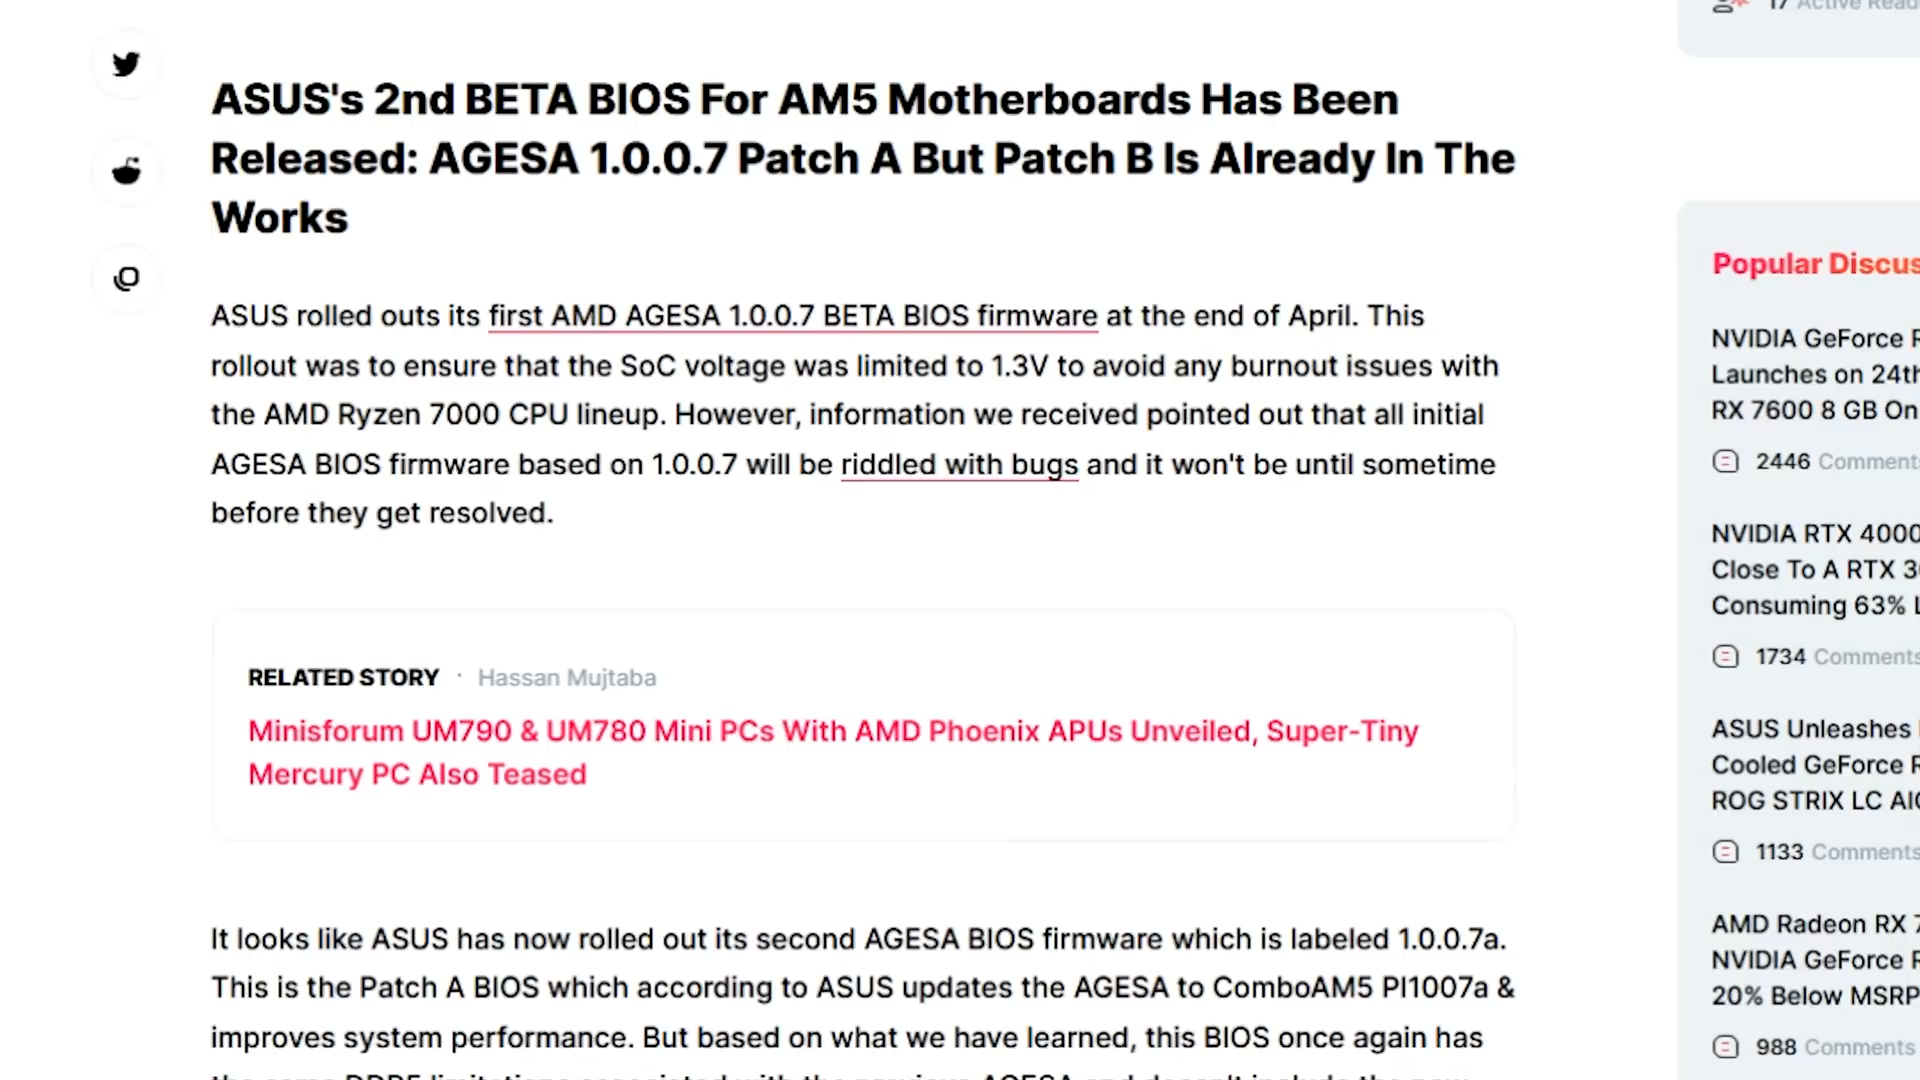 17 Active
ASUS's 2nd BETA BIOS For AM5 Motherboards Has Been
Released: AGESA 1.0.0.7 Patch A But Patch B Is Already In The
Works
ASUS rolled outs its first AMD AGESA 1.0.0.7 BETA BIOS firmware at the end of April. This
rollout was to ensure that the SoC voltage was limited to 1.3V to avoid any burnout issues with
the AMD Ryzen 7000 CPU lineup. However, information we received pointed out that all initial
AGESA BIOS firmware based on 1.0.0.7 will be riddled with bugs and it won't be until sometime
before they get resolved.
RELATED STORY · Hassan Mujtaba
Minisforum UM790 & UM780 Mini PCs With AMD Phoenix APUs Unveiled, Super-Tiny
Mercury PC Also Teased
It looks like ASUS has now rolled out its second AGESA BIOS firmware which is labeled 1.0.0.7a.
This is the Patch A BIOS which according to ASUS updates the AGESA to ComboAM5 PI1007a &
improves system performance. But based on what we have learned, this BIOS once again has
Popular
NVIDIA GeForce
Launches on 24th
RX 7600 8 GB On
2446 Comments
NVIDIA RTX 4000
Close To A RTX
Consuming 63%
1734 Comments
ASUS Unleashes
Cooled GeForce
ROG STRIX LC
1133 Comments
AMD Radeon RX
NVIDIA GeForce
20% Below MSRP
988 Comments